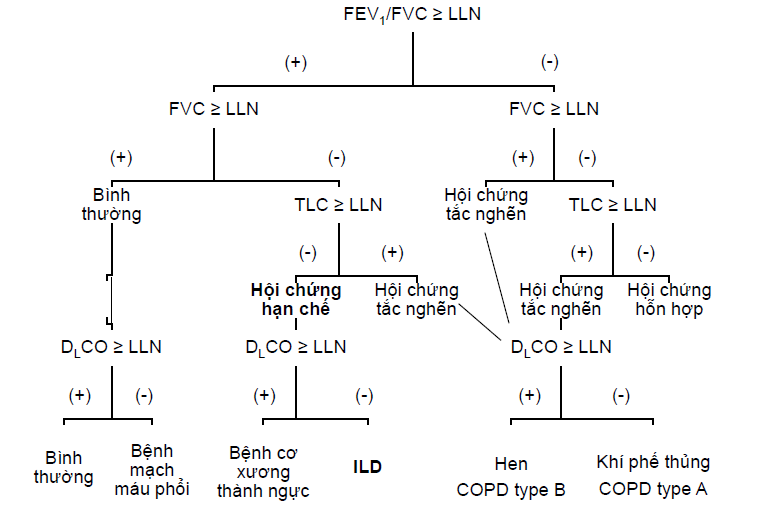 FEV₁/FVC ≥ LLN
(+)
(-)
FVC ≥ LLN
FVC ≥ LLN
(+)
(-)
(+)
(-)
Bình
thường
TLC ≥ LLN
Hội chứng
tắc nghẽn
TLC ≥ LLN
(-)
(+)
(+)
(-)
Hội chứng
hạn chế
Hội chứng
tắc nghẽn
Hội chứng
tắc nghẽn
Hội chứng
hỗn hợp
DLCO ≥ LLN
DLCO ≥ LLN
DLCO ≥ LLN
(+)
(-)
(+)
(-)
(+)
(-)
Bình
thường
Bệnh
mạch
máu phổi
Bệnh cơ
xương
thành ngực
ILD
Hen
COPD type B
Khí phế thủng
COPD type A